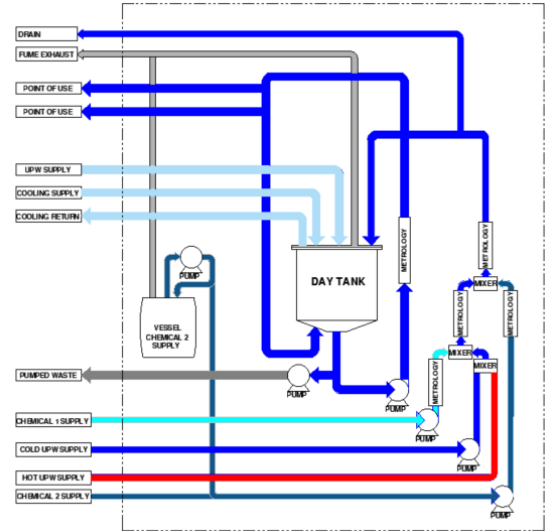 DRAIN
FUME EXHAUST
POINT OF USE
POINT OF USE
UPW SUPPLY
COOLING SUPPLY
COOLING RETURN
PUMP
VESSEL
CHEMICAL 2
SUPPLY
DAY TANK
METROLOGY
METROLOGY
MIXER
METROLOGY
METROLOGY
MIXER
MIXER
METROLOGY
PUMPED WASTE
PUMP
PUMP
CHEMICAL 1 SUPPLY
PUMP
COLD UPW SUPPLY
PUMP
HOT UPW SUPPLY
CHEMICAL 2 SUPPLY
PUMP